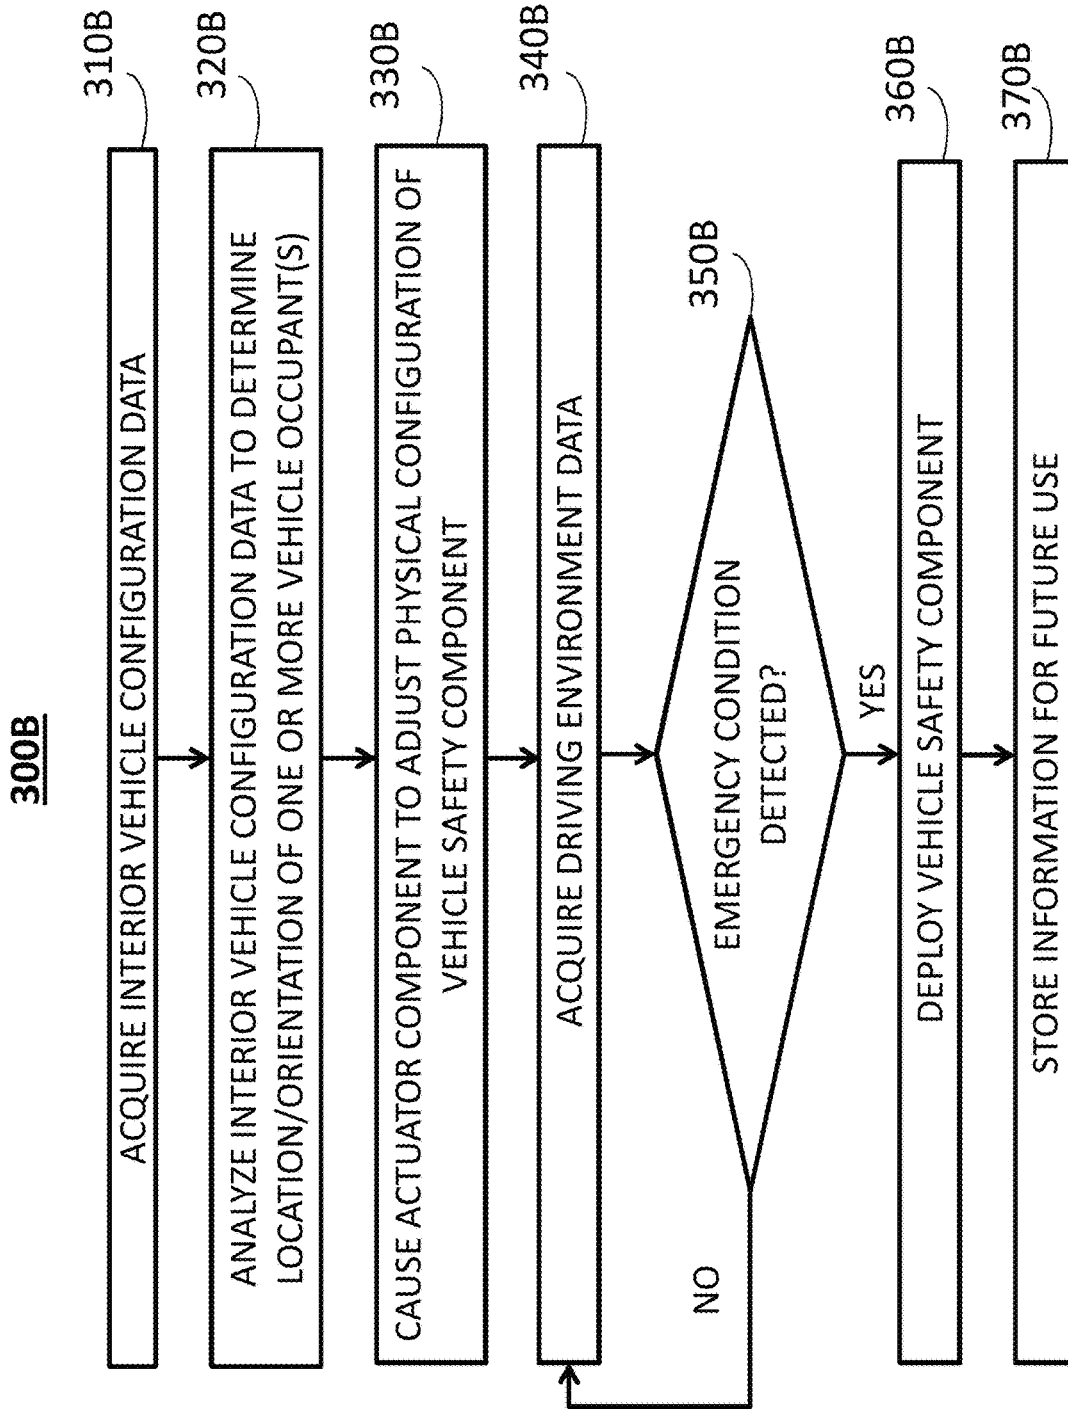 300B
310B
ACQUIRE INTERIOR VEHICLE CONFIGURATION DATA
320B
ANALYZE INTERIOR VEHICLE CONFIGURATION DATA TO DETERMINE
LOCATION/ORIENTATION OF ONE OR MORE VEHICLE OCCUPANT(S)
330B
CAUSE ACTUATOR COMPONENT TO ADJUST PHYSICAL CONFIGURATION OF
VEHICLE SAFETY COMPONENT
340B
ACQUIRE DRIVING ENVIRONMENT DATA
350B
EMERGENCY CONDITION
DETECTED?
NO
YES
360B
DEPLOY VEHICLE SAFETY COMPONENT
370B
STORE INFORMATION FOR FUTURE USE